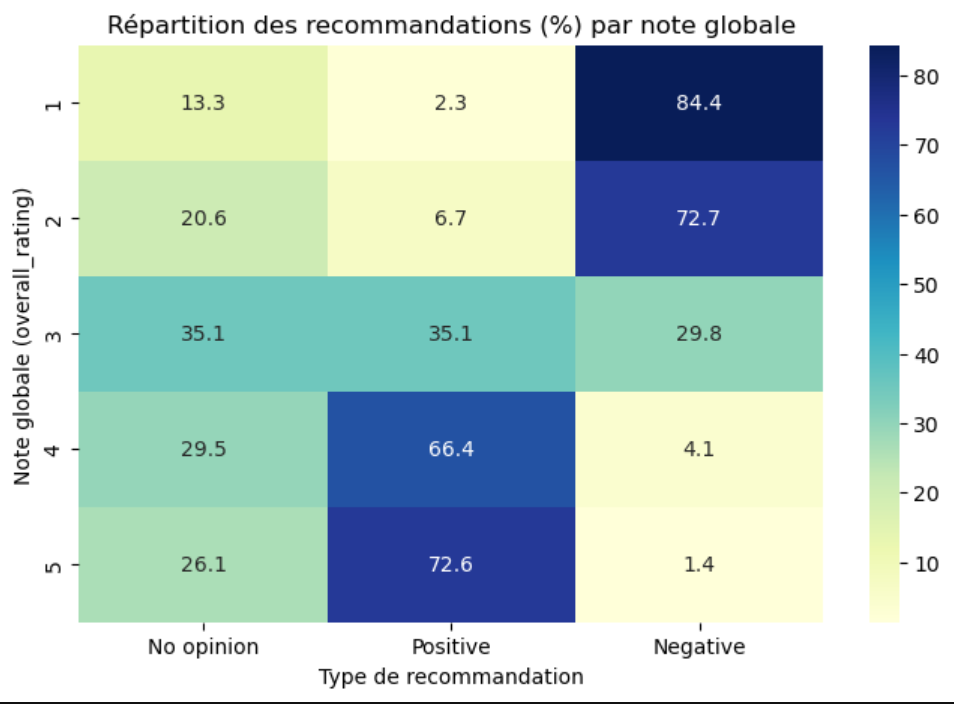 Répartition des recommandations (%) par note globale
Note globale (overall_rating)
1 13.3 2.3 84.4
2 20.6 6.7 72.7
3 35.1 35.1 29.8
4 29.5 66.4 4.1
5 26.1 72.6 1.4
No opinion Positive Negative
Type de recommandation
80
70
60
50
40
30
20
10